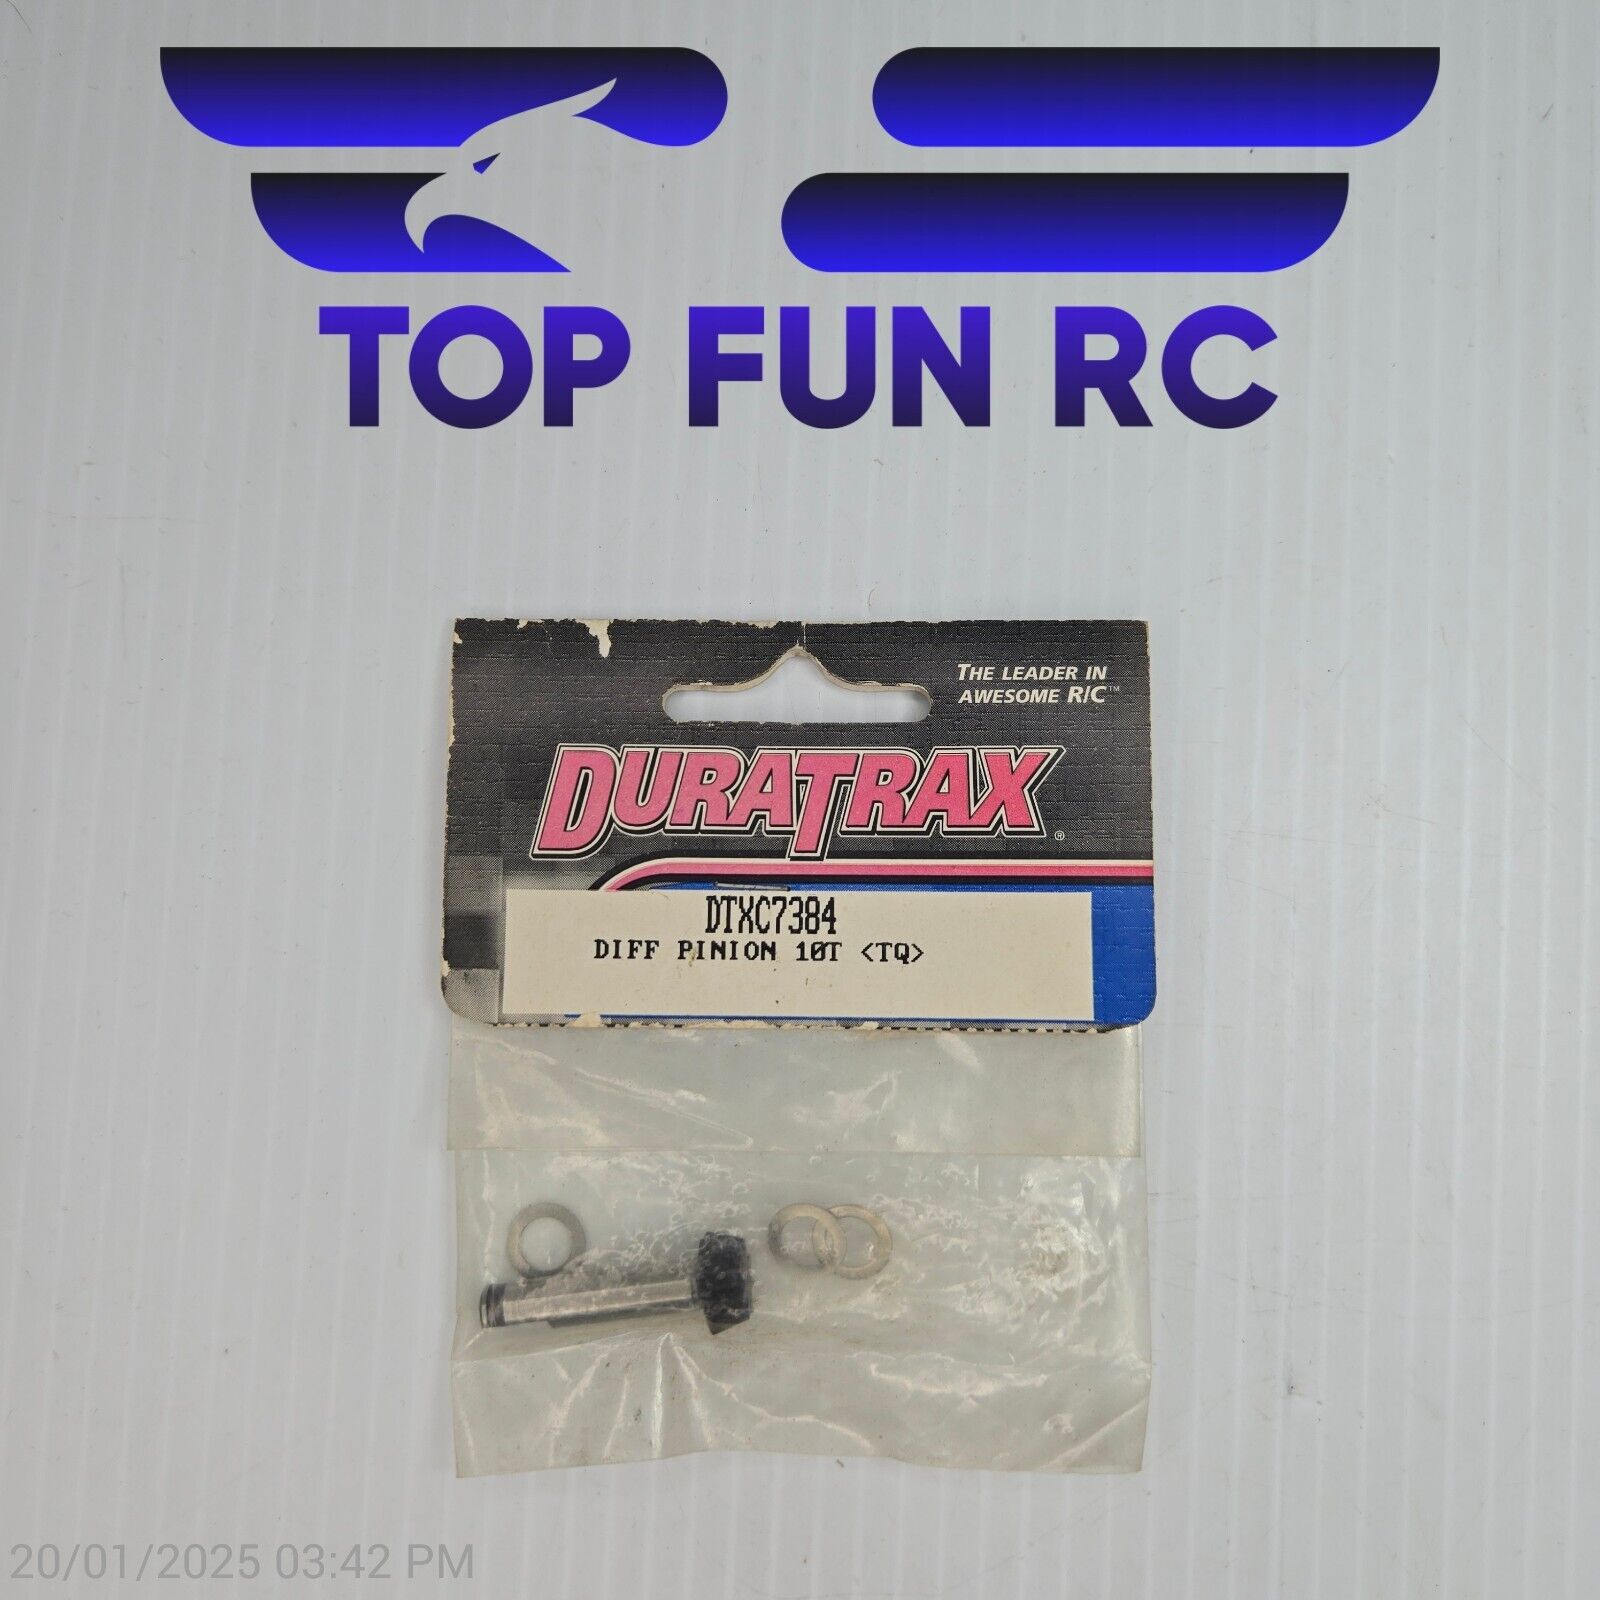 TOP FUN RC
THE LEADER IN
AWESOME R/C™
DURATRAX®
DTXC7384
DIFF PINION 10T <TQ>
20/01/2025 03:42 PM